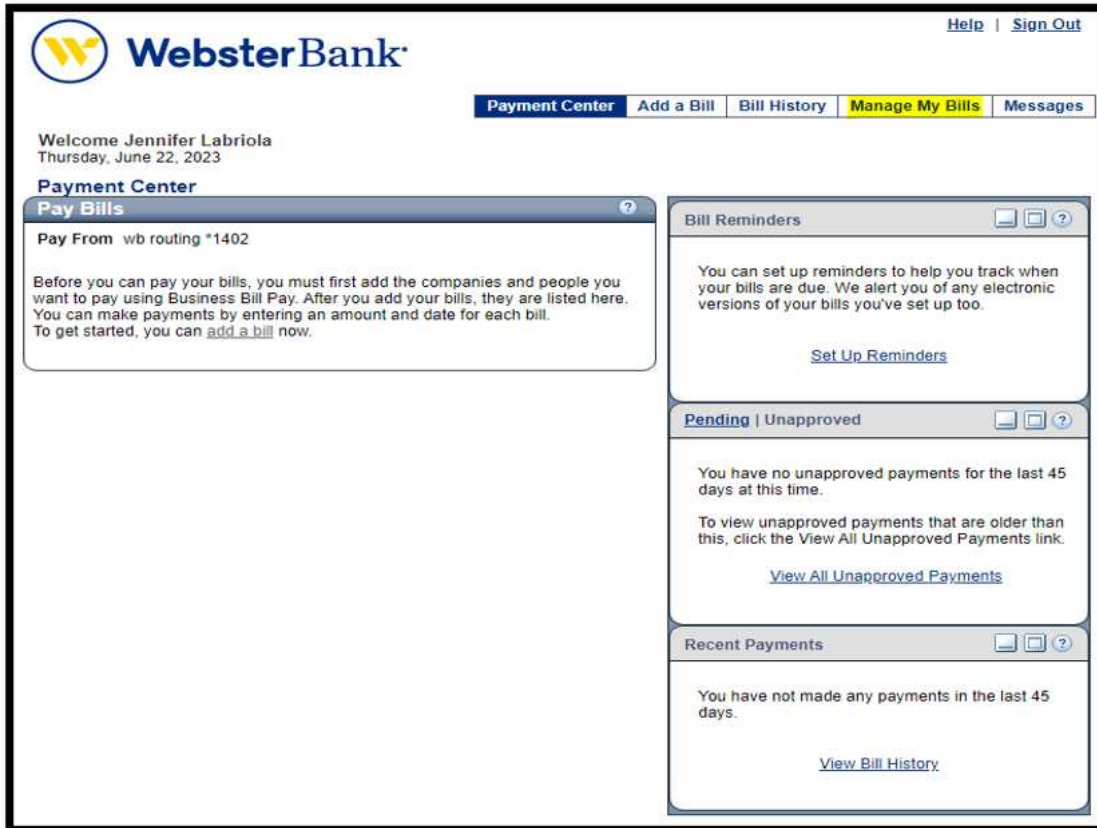 Help | Sign Out
WebsterBank
Payment Center Add a Bill Bill History Manage My Bills Messages
Welcome Jennifer Labriola
Thursday, June 22, 2023
Payment Center
Pay Bills ?
Pay From wb routing *1402
Before you can pay your bills, you must first add the companies and people you
want to pay using Business Bill Pay. After you add your bills, they are listed here.
You can make payments by entering an amount and date for each bill.
To get started, you can add a bill now.
Bill Reminders ?
You can set up reminders to help you track when
your bills are due. We alert you of any electronic
versions of your bills you've set up too.
Set Up Reminders
Pending | Unapproved ?
You have no unapproved payments for the last 45
days at this time.
To view unapproved payments that are older than
this, click the View All Unapproved Payments link.
View All Unapproved Payments
Recent Payments ?
You have not made any payments in the last 45
days.
View Bill History